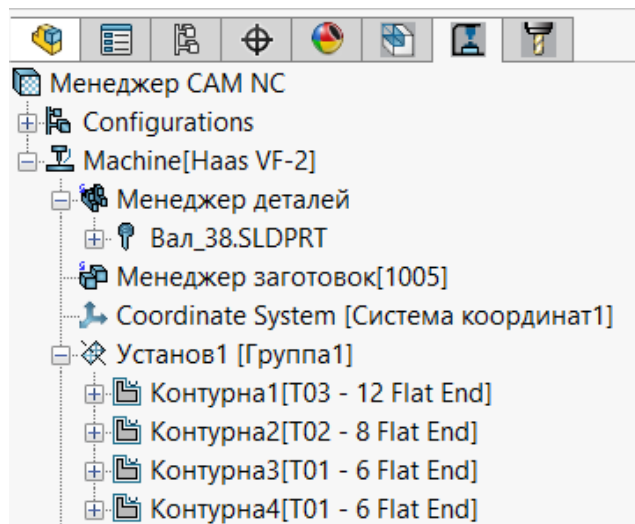 Менеджер CAM NC
Configurations
Machine[Haas VF-2]
Менеджер деталей
Вал_38.SLDPRT
Менеджер заготовок[1005]
Coordinate System [Система координат1]
Установ1 [Группа1]
Контурна1[T03 - 12 Flat End]
Контурна2[T02 - 8 Flat End]
Контурна3[T01 - 6 Flat End]
Контурна4[T01 - 6 Flat End]